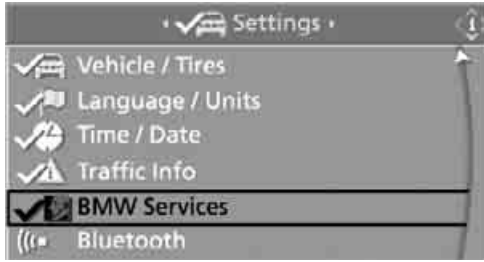 Settings
Vehicle / Tires
Language / Units
Time / Date
Traffic Info
BMW Services
Bluetooth